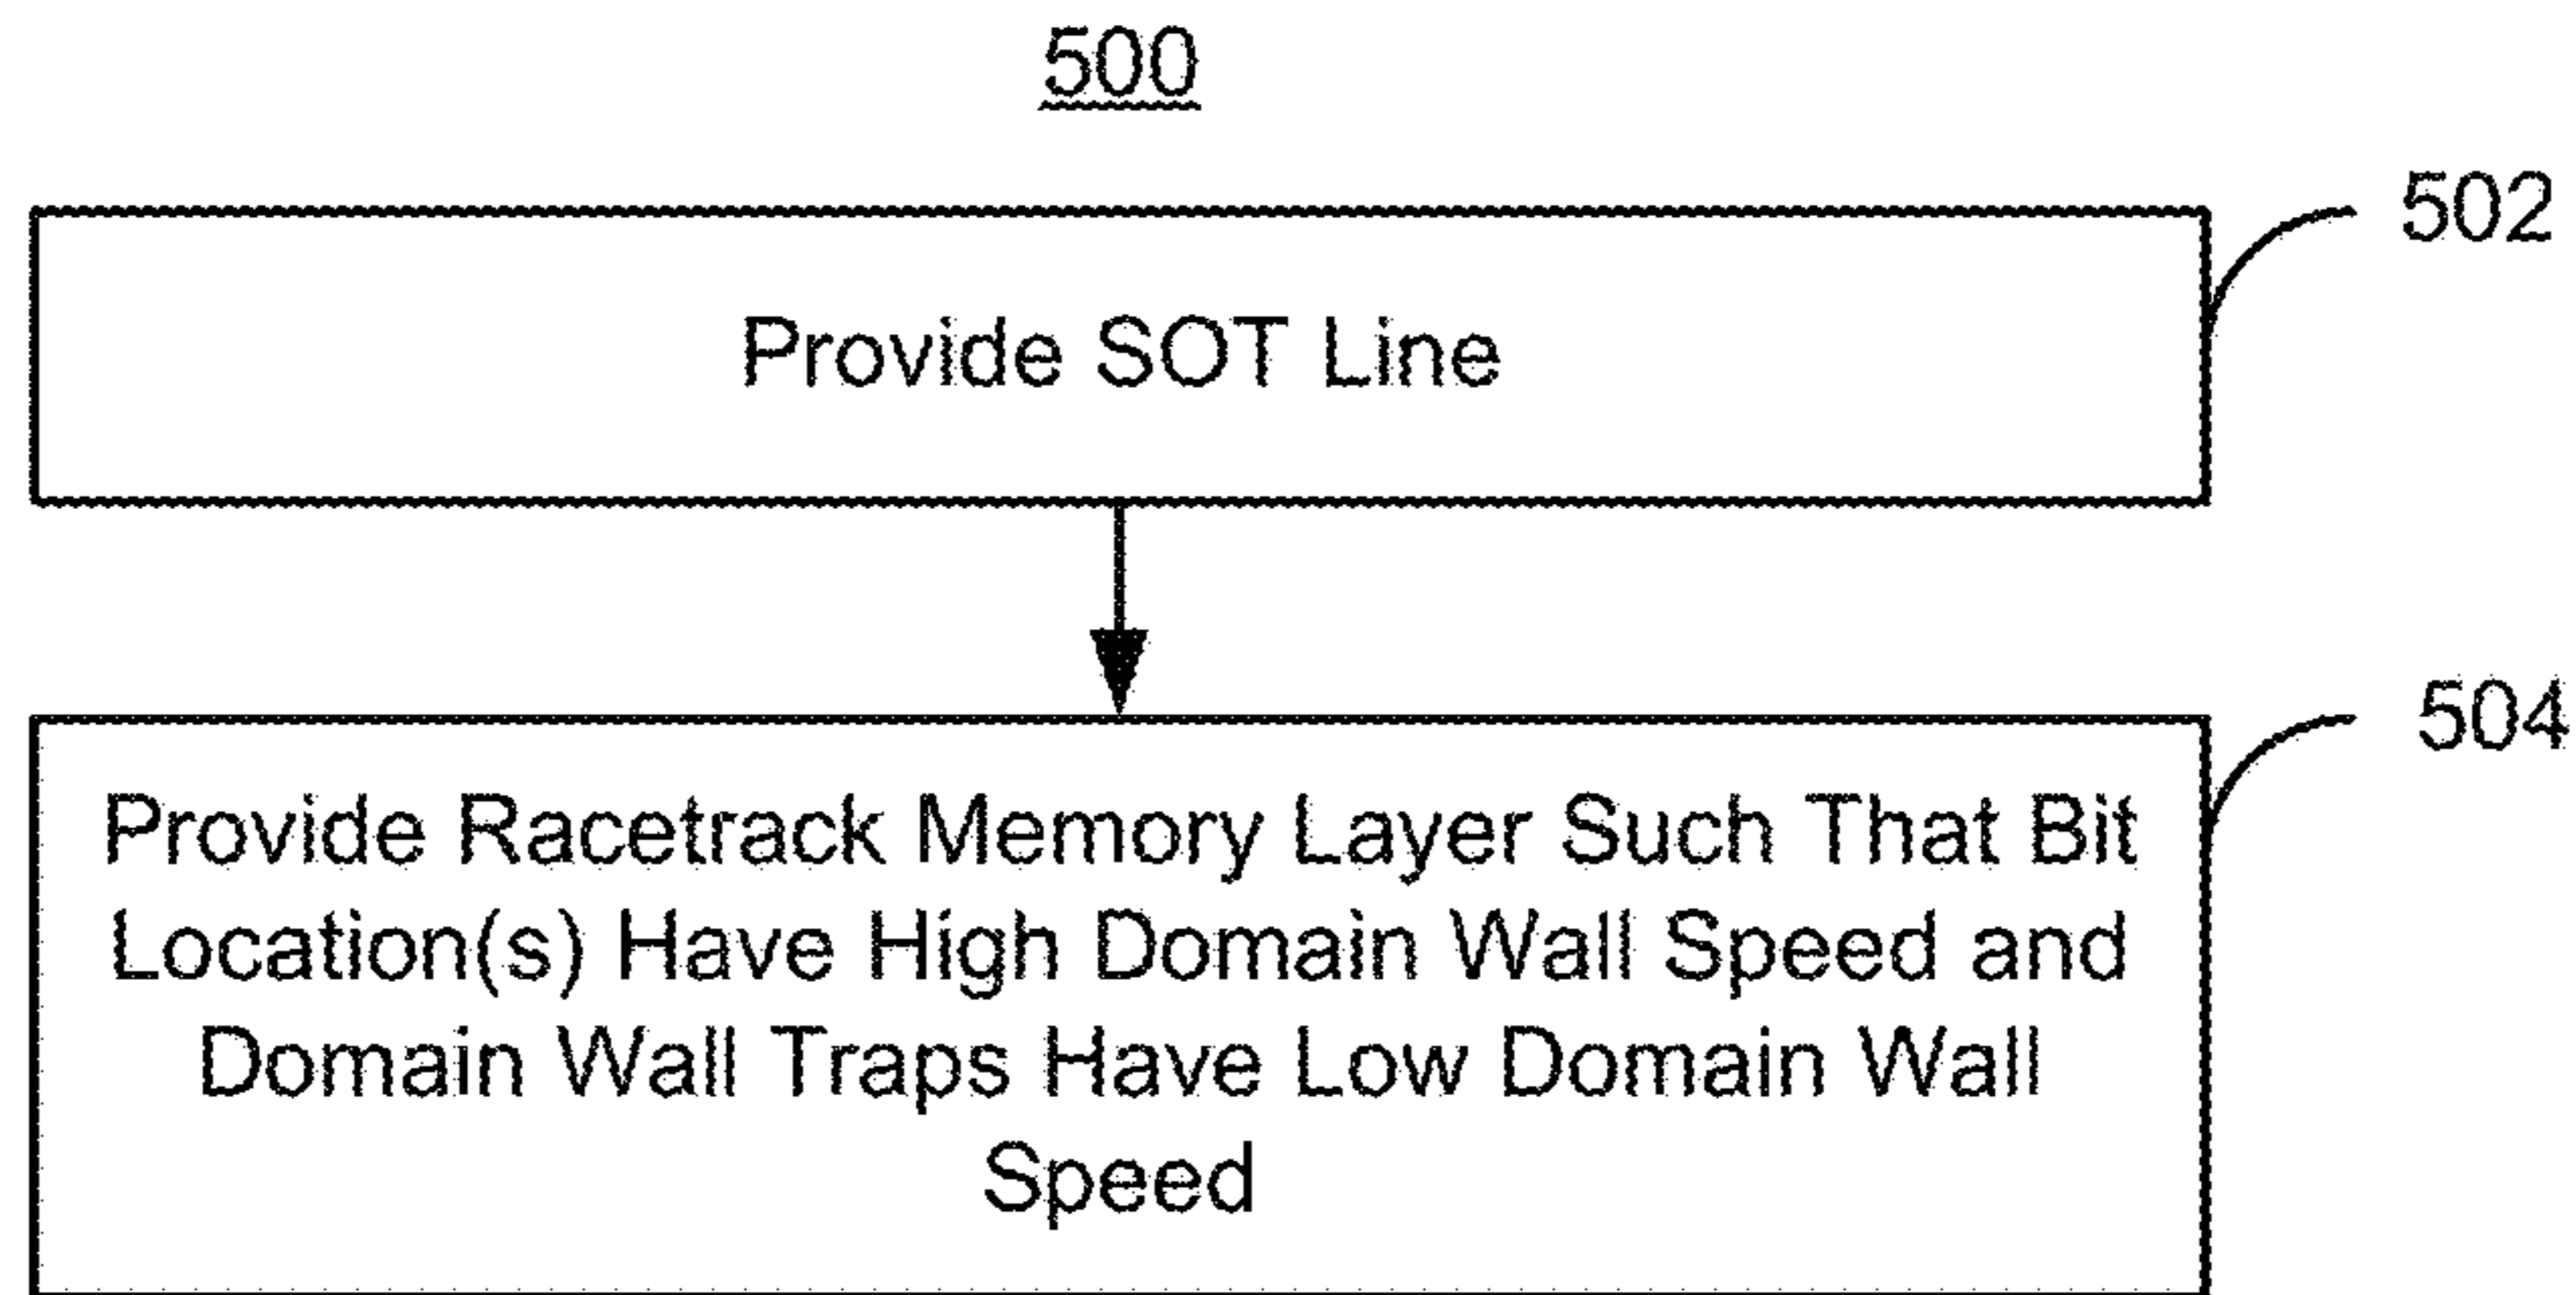 500
502
Provide SOT Line
504
Provide Racetrack Memory Layer Such That Bit
Location(s) Have High Domain Wall Speed and
Domain Wall Traps Have Low Domain Wall
Speed